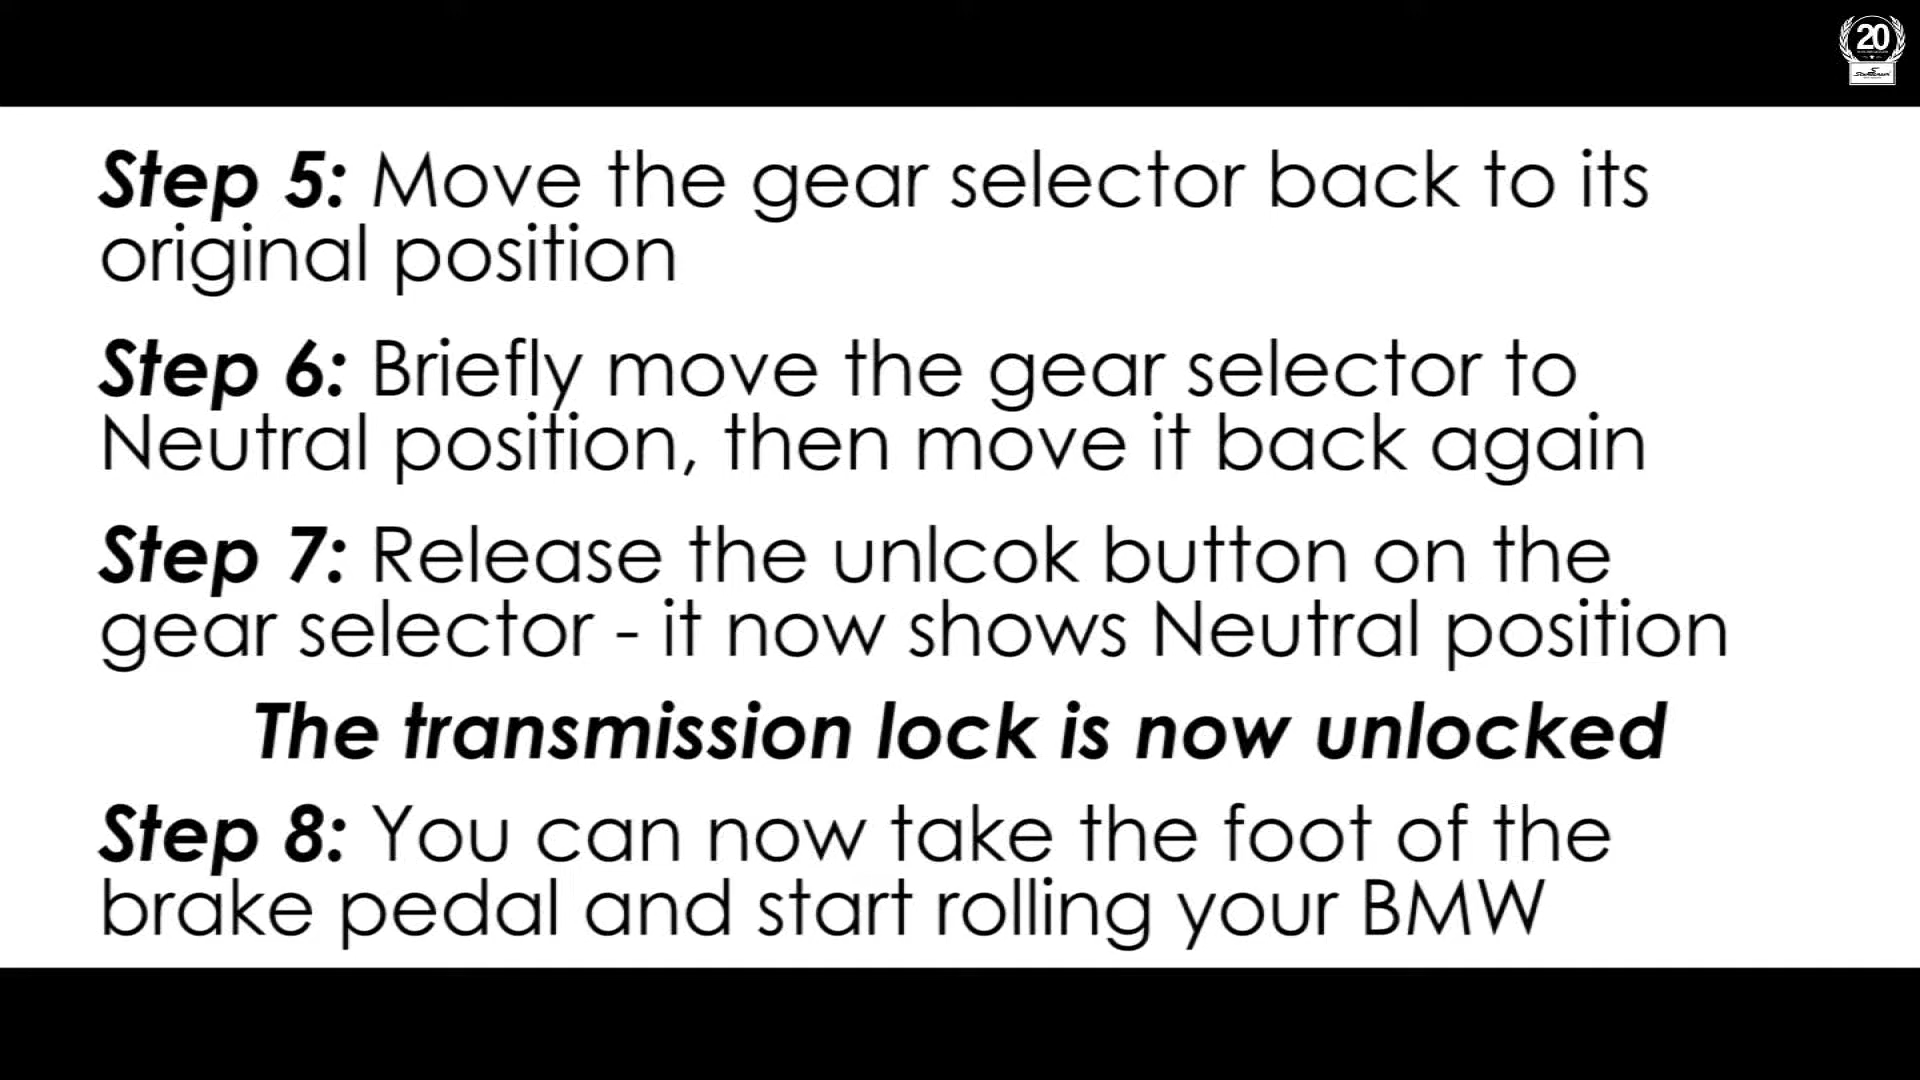 20
Step 5: Move the gear selector back to its
original position
Step 6: Briefly move the gear selector to
Neutral position, then move it back again
Step 7: Release the unlcok button on the
gear selector - it now shows Neutral position
The transmission lock is now unlocked
Step 8: You can now take the foot of the
brake pedal and start rolling your BMW